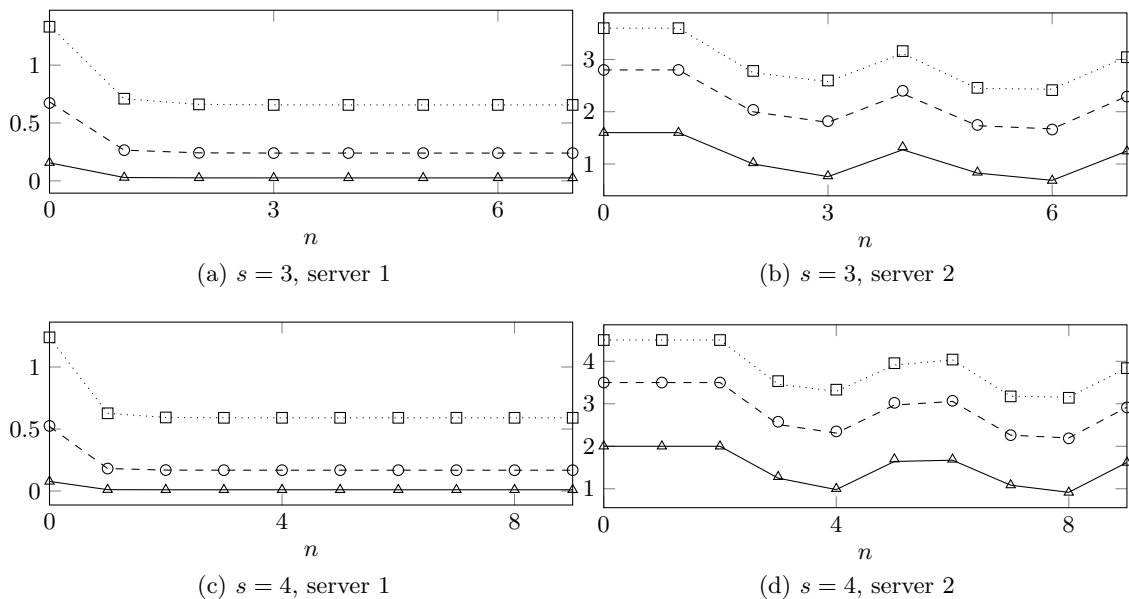 1
0.5
0
0 3 6
n
(a) s = 3, server 1
3
2
1
0 3 6
n
(b) s = 3, server 2
1
0.5
0
0 4 8
n
(c) s = 4, server 1
4
3
2
1
0 4 8
n
(d) s = 4, server 2